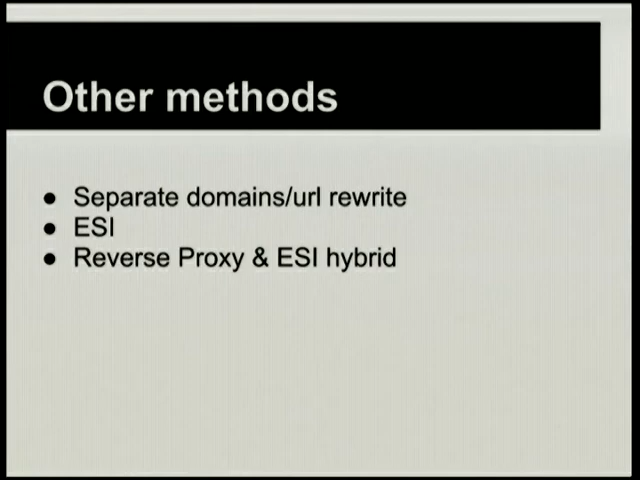 Other methods
● Separate domains/url rewrite
● ESI
● Reverse Proxy & ESI hybrid